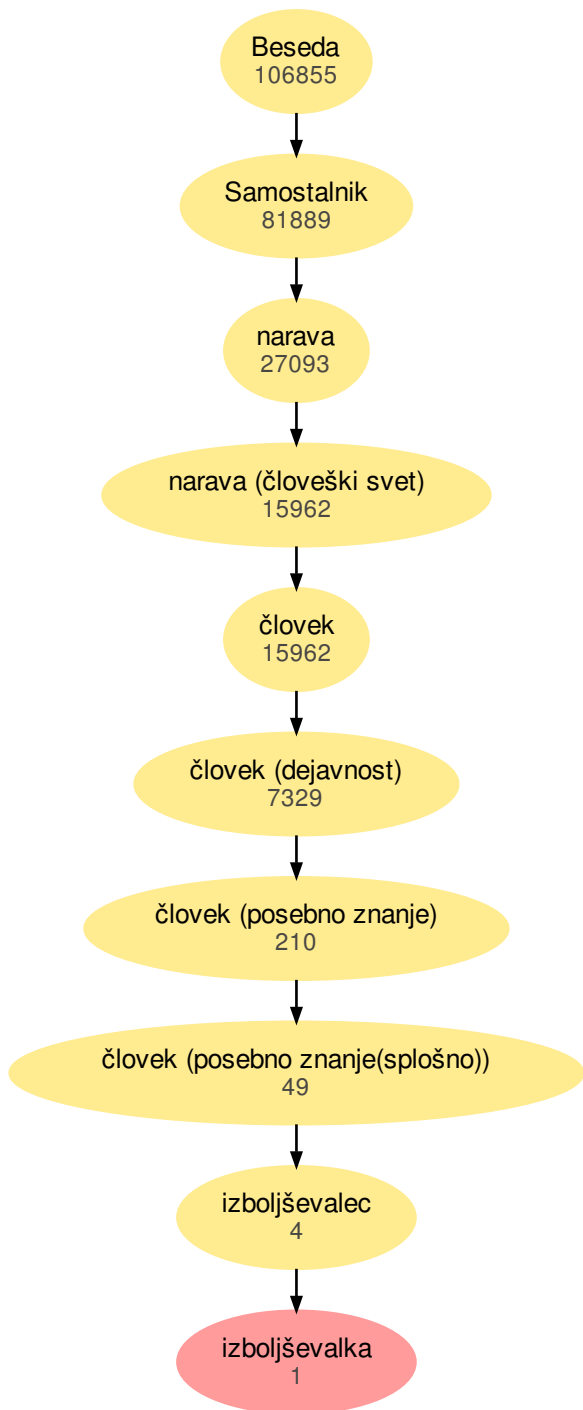 Beseda
106855
Samostalnik
81889
narava
27093
narava (človeški svet)
15962
človek
15962
človek (dejavnost)
7329
človek (posebno znanje)
210
človek (posebno znanje(splošno))
49
izboljševalec
4
izboljševalka
1